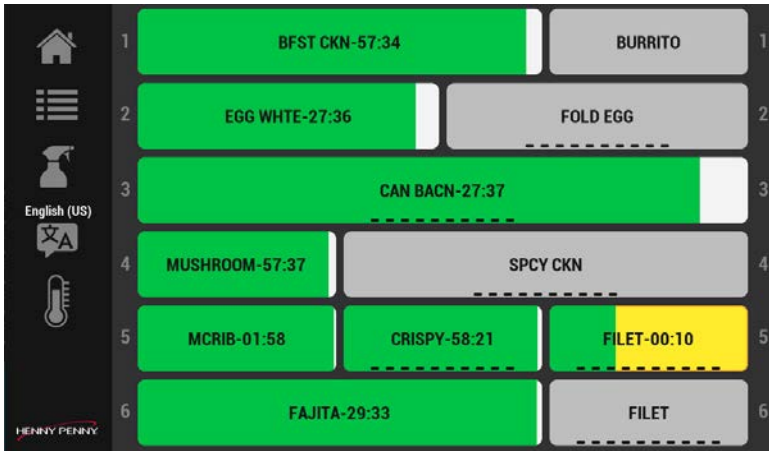 1 BFST CKN-57:34 BURRITO 1
2 EGG WHTE-27:36 FOLD EGG 2
3 CAN BACN-27:37 3
English (US)
文A
4 MUSHROOM-57:37 SPCY CKN 4
5 MCRIB-01:58 CRISPY-58:21 FILET-00:10 5
6 FAJITA-29:33 FILET 6
HENNY PENNY